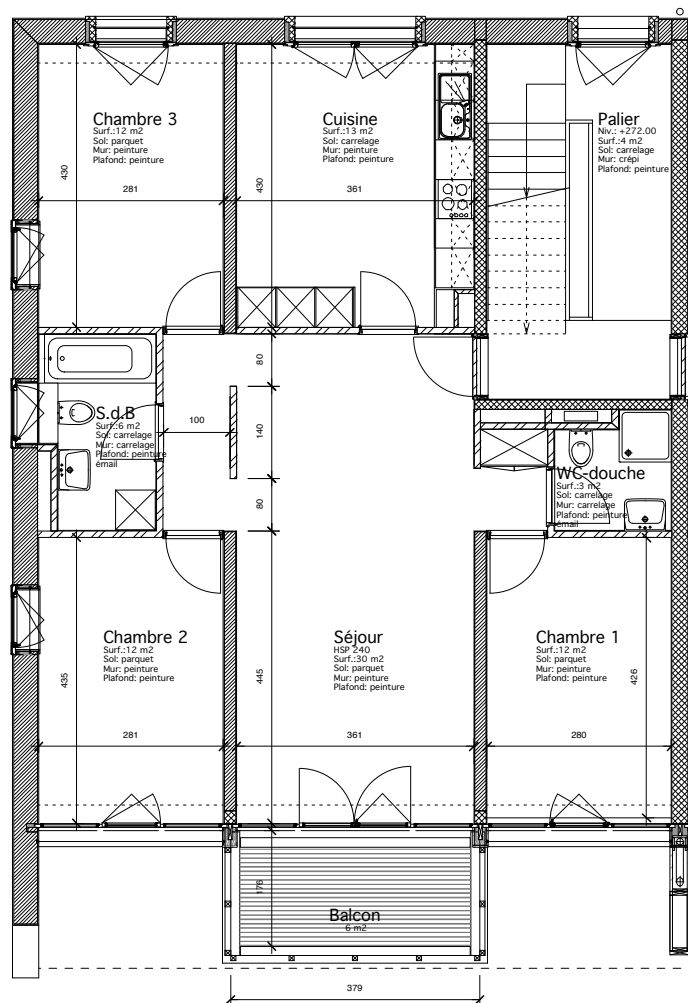 Chambre 3
Surf.:12 m2
Sol: parquet
Mur: peinture
Plafond: peinture
Cuisine
Surf.:13 m2
Sol: carrelage
Mur: peinture
Plafond: peinture
Palier
Niv.: +272.00
Surf.:4 m2
Sol: carrelage
Mur: crépi
Plafond: peinture
430
281
430
361
80
S.d.B
Surf.:6 m2
Sol: carrelage
Mur: carrelage
Plafond: peinture
émail
100
140
80
WC-douche
Surf.:3 m2
Sol: carrelage
Mur: carrelage
Plafond: peinture
émail
Chambre 2
Surf.:12 m2
Sol: parquet
Mur: peinture
Plafond: peinture
Séjour
HSP 240
Surf.:30 m2
Sol: parquet
Mur: peinture
Plafond: peinture
Chambre 1
Surf.:12 m2
Sol: parquet
Mur: peinture
Plafond: peinture
435
445
426
281
361
280
176
Balcon
6 m2
379